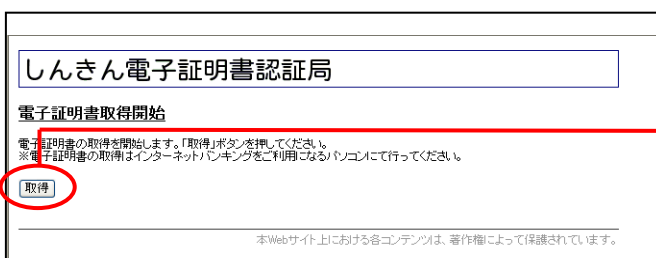 しんきん電子証明書認証局
電子証明書取得開始
電子証明書の取得を開始します。「取得」ボタンを押してください。
※電子証明書の取得はインターネットバンキングをご利用になるパソコンにて行ってください。
取得
本Webサイト上における各コンテンツは、著作権によって保護されています。